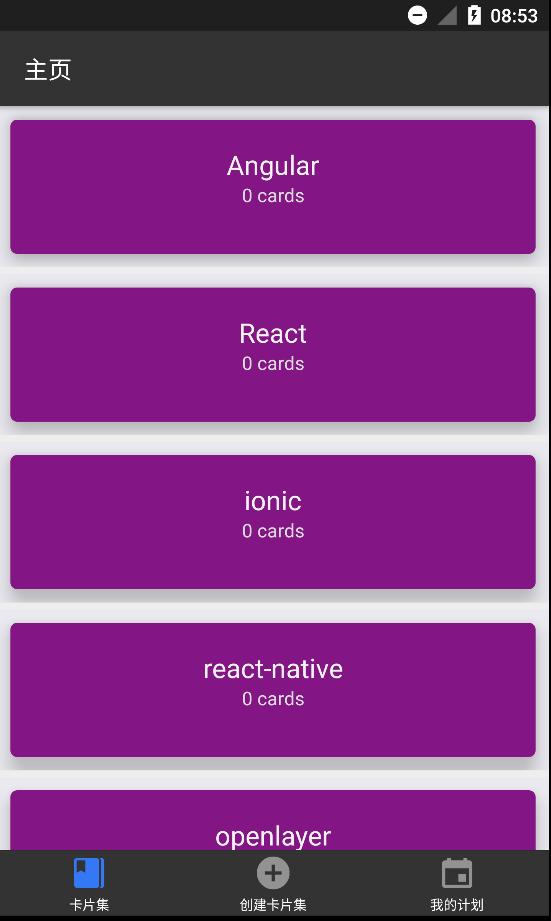 08:53
主页
Angular
0 cards
React
0 cards
ionic
0 cards
react-native
0 cards
openlayer
卡片集
创建卡片集
我的计划